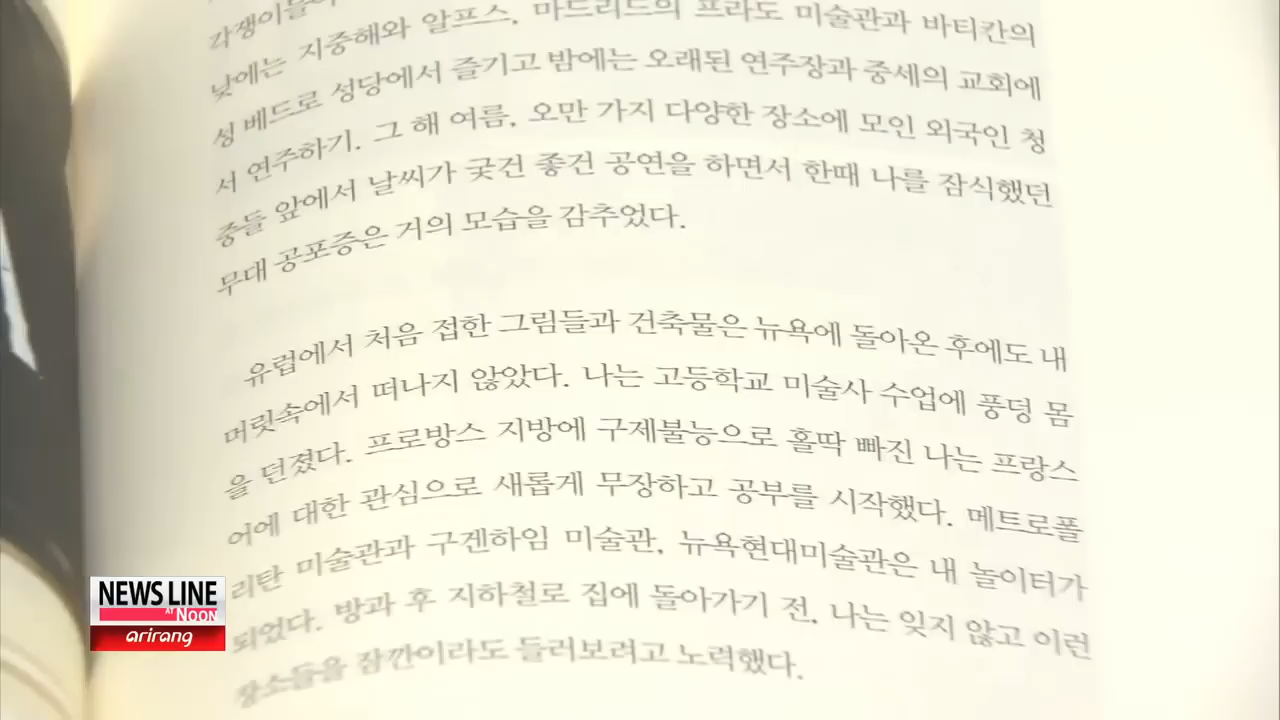 각쟁이들이
낮에는 지중해와 알프스, 마드리드의 프라도 미술관과 바티칸의
성 베드로 성당에서 즐기고 밤에는 오래된 연주장과 중세의 교회에
서 연주하기. 그 해 여름, 오만 가지 다양한 장소에 모인 외국인 청
중들 앞에서 날씨가 궂건 좋건 공연을 하면서 한때 나를 잠식했던
무대 공포증은 거의 모습을 감추었다.
유럽에서 처음 접한 그림들과 건축물은 뉴욕에 돌아온 후에도 내
머릿속에서 떠나지 않았다. 나는 고등학교 미술사 수업에 풍덩 몸
을 던졌다. 프로방스 지방에 구제불능으로 홀딱 빠진 나는 프랑스
어에 대한 관심으로 새롭게 무장하고 공부를 시작했다. 메트로폴
리탄 미술관과 구겐하임 미술관, 뉴욕현대미술관은 내 놀이터가
되었다. 방과 후 지하철로 집에 돌아가기 전, 나는 잊지 않고 이런
장소들을 잠깐이라도 들러보려고 노력했다.
NEWS LINE
AT NOON
arirang